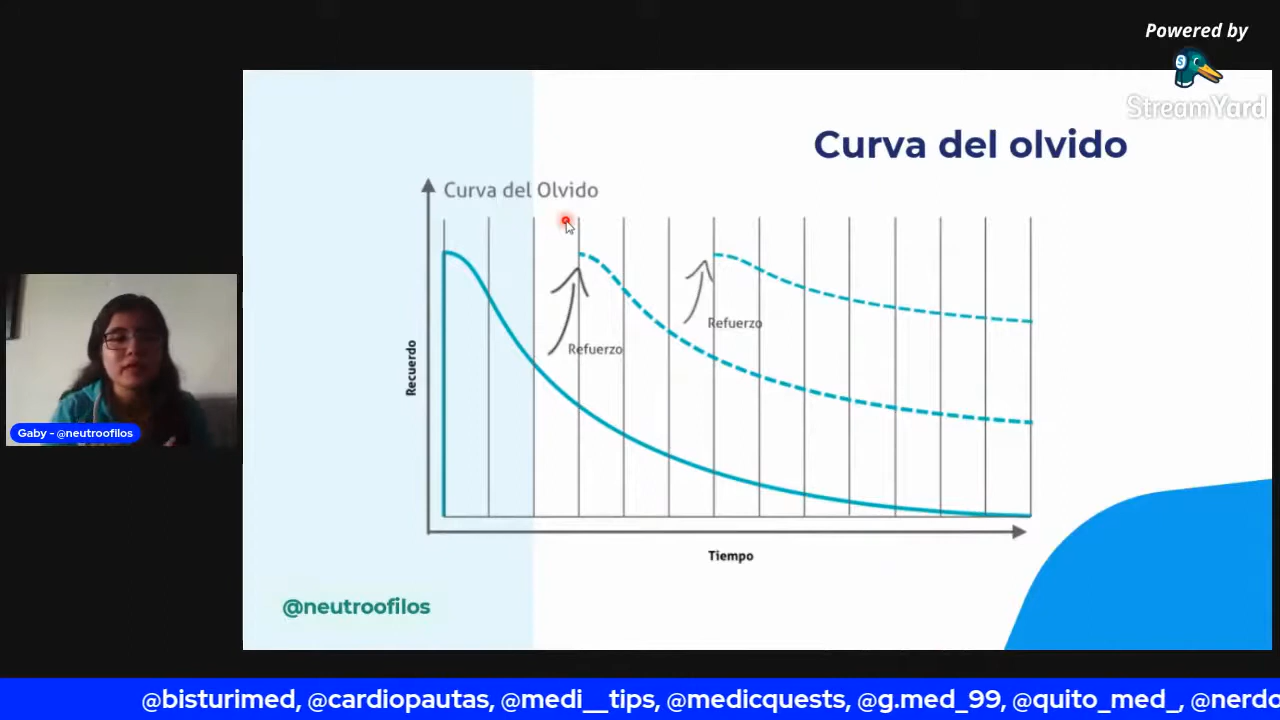 Powered by
StreamYard
Curva del olvido
Curva del Olvido
Refuerzo
Refuerzo
Recuerdo
Tiempo
Gaby - @neutroofilos
@neutroofilos
@bisturimed, @cardiopautas, @medi__tips, @medicquests, @g.med_99, @quito_med_, @nerdo